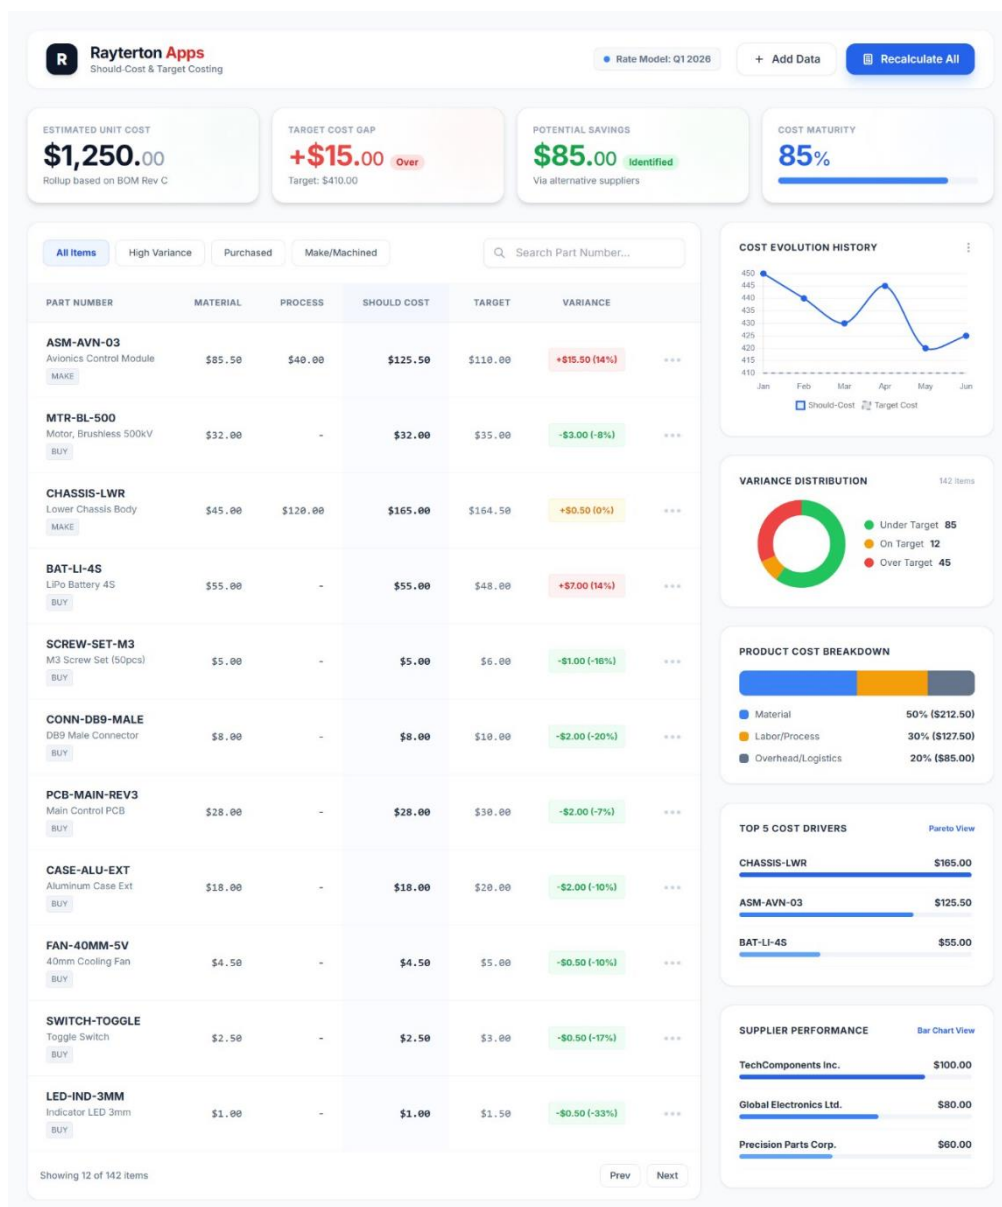 R
Rayterton Apps
Should-Cost & Target Costing
Rate Model: Q1 2026
+ Add Data
Recalculate All
ESTIMATED UNIT COST
$1,250.00
Rollup based on BOM Rev C
TARGET COST GAP
+$15.00 Over
Target: $410.00
POTENTIAL SAVINGS
$85.00 Identified
Via alternative suppliers
COST MATURITY
85%
All Items High Variance Purchased Make/Machined Search Part Number...
PART NUMBER MATERIAL PROCESS SHOULD COST TARGET VARIANCE
ASM-AVN-03
Avionics Control Module $85.50 $40.00 $125.50 $110.00 +$15.50 (14%)
MAKE
MTR-BL-500
Motor, Brushless 500kV $32.00 - $32.00 $35.00 -$3.00 (-8%)
BUY
CHASSIS-LWR
Lower Chassis Body $45.00 $120.00 $165.00 $164.50 +$0.50 (0%)
MAKE
BAT-LI-4S
LiPo Battery 4S $55.00 - $55.00 $48.00 +$7.00 (14%)
BUY
SCREW-SET-M3
M3 Screw Set (50pcs) $5.00 - $5.00 $6.00 -$1.00 (-16%)
BUY
CONN-DB9-MALE
DB9 Male Connector $8.00 - $8.00 $10.00 -$2.00 (-20%)
BUY
PCB-MAIN-REV3
Main Control PCB $28.00 - $28.00 $30.00 -$2.00 (-7%)
BUY
CASE-ALU-EXT
Aluminum Case Ext $18.00 - $18.00 $20.00 -$2.00 (-10%)
BUY
FAN-40MM-5V
40mm Cooling Fan $4.50 - $4.50 $5.00 -$0.50 (-10%)
BUY
SWITCH-TOGGLE
Toggle Switch $2.50 - $2.50 $3.00 -$0.50 (-17%)
BUY
LED-IND-3MM
Indicator LED 3mm $1.00 - $1.00 $1.50 -$0.50 (-33%)
BUY
Showing 12 of 142 items Prev Next
COST EVOLUTION HISTORY
450
445
440
435
430
425
420
415
410
Jan Feb Mar Apr May Jun
Should-Cost Target Cost
VARIANCE DISTRIBUTION 142 items
Under Target 85
On Target 12
Over Target 45
PRODUCT COST BREAKDOWN
Material 50% ($212.50)
Labor/Process 30% ($127.50)
Overhead/Logistics 20% ($85.00)
TOP 5 COST DRIVERS Pareto View
CHASSIS-LWR $165.00
ASM-AVN-03 $125.50
BAT-LI-4S $55.00
SUPPLIER PERFORMANCE Bar Chart View
TechComponents Inc. $100.00
Global Electronics Ltd. $80.00
Precision Parts Corp. $60.00